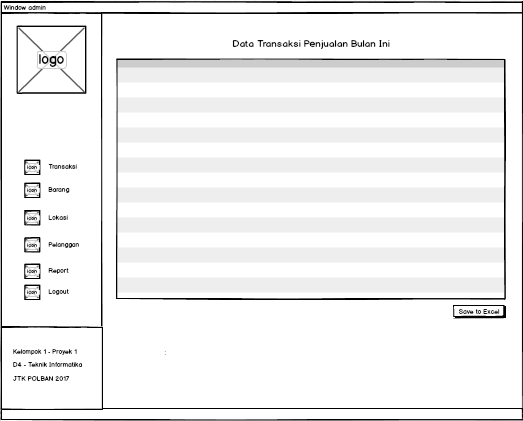 Window admin
logo
Data Transaksi Penjualan Bulan Ini
icon Transaksi
icon Barang
icon Lokasi
icon Pelanggan
icon Report
icon Logout
Save to Excel
Kelompok 1 - Proyek 1
D4 - Teknik Informatika
JTK POLBAN 2017
: